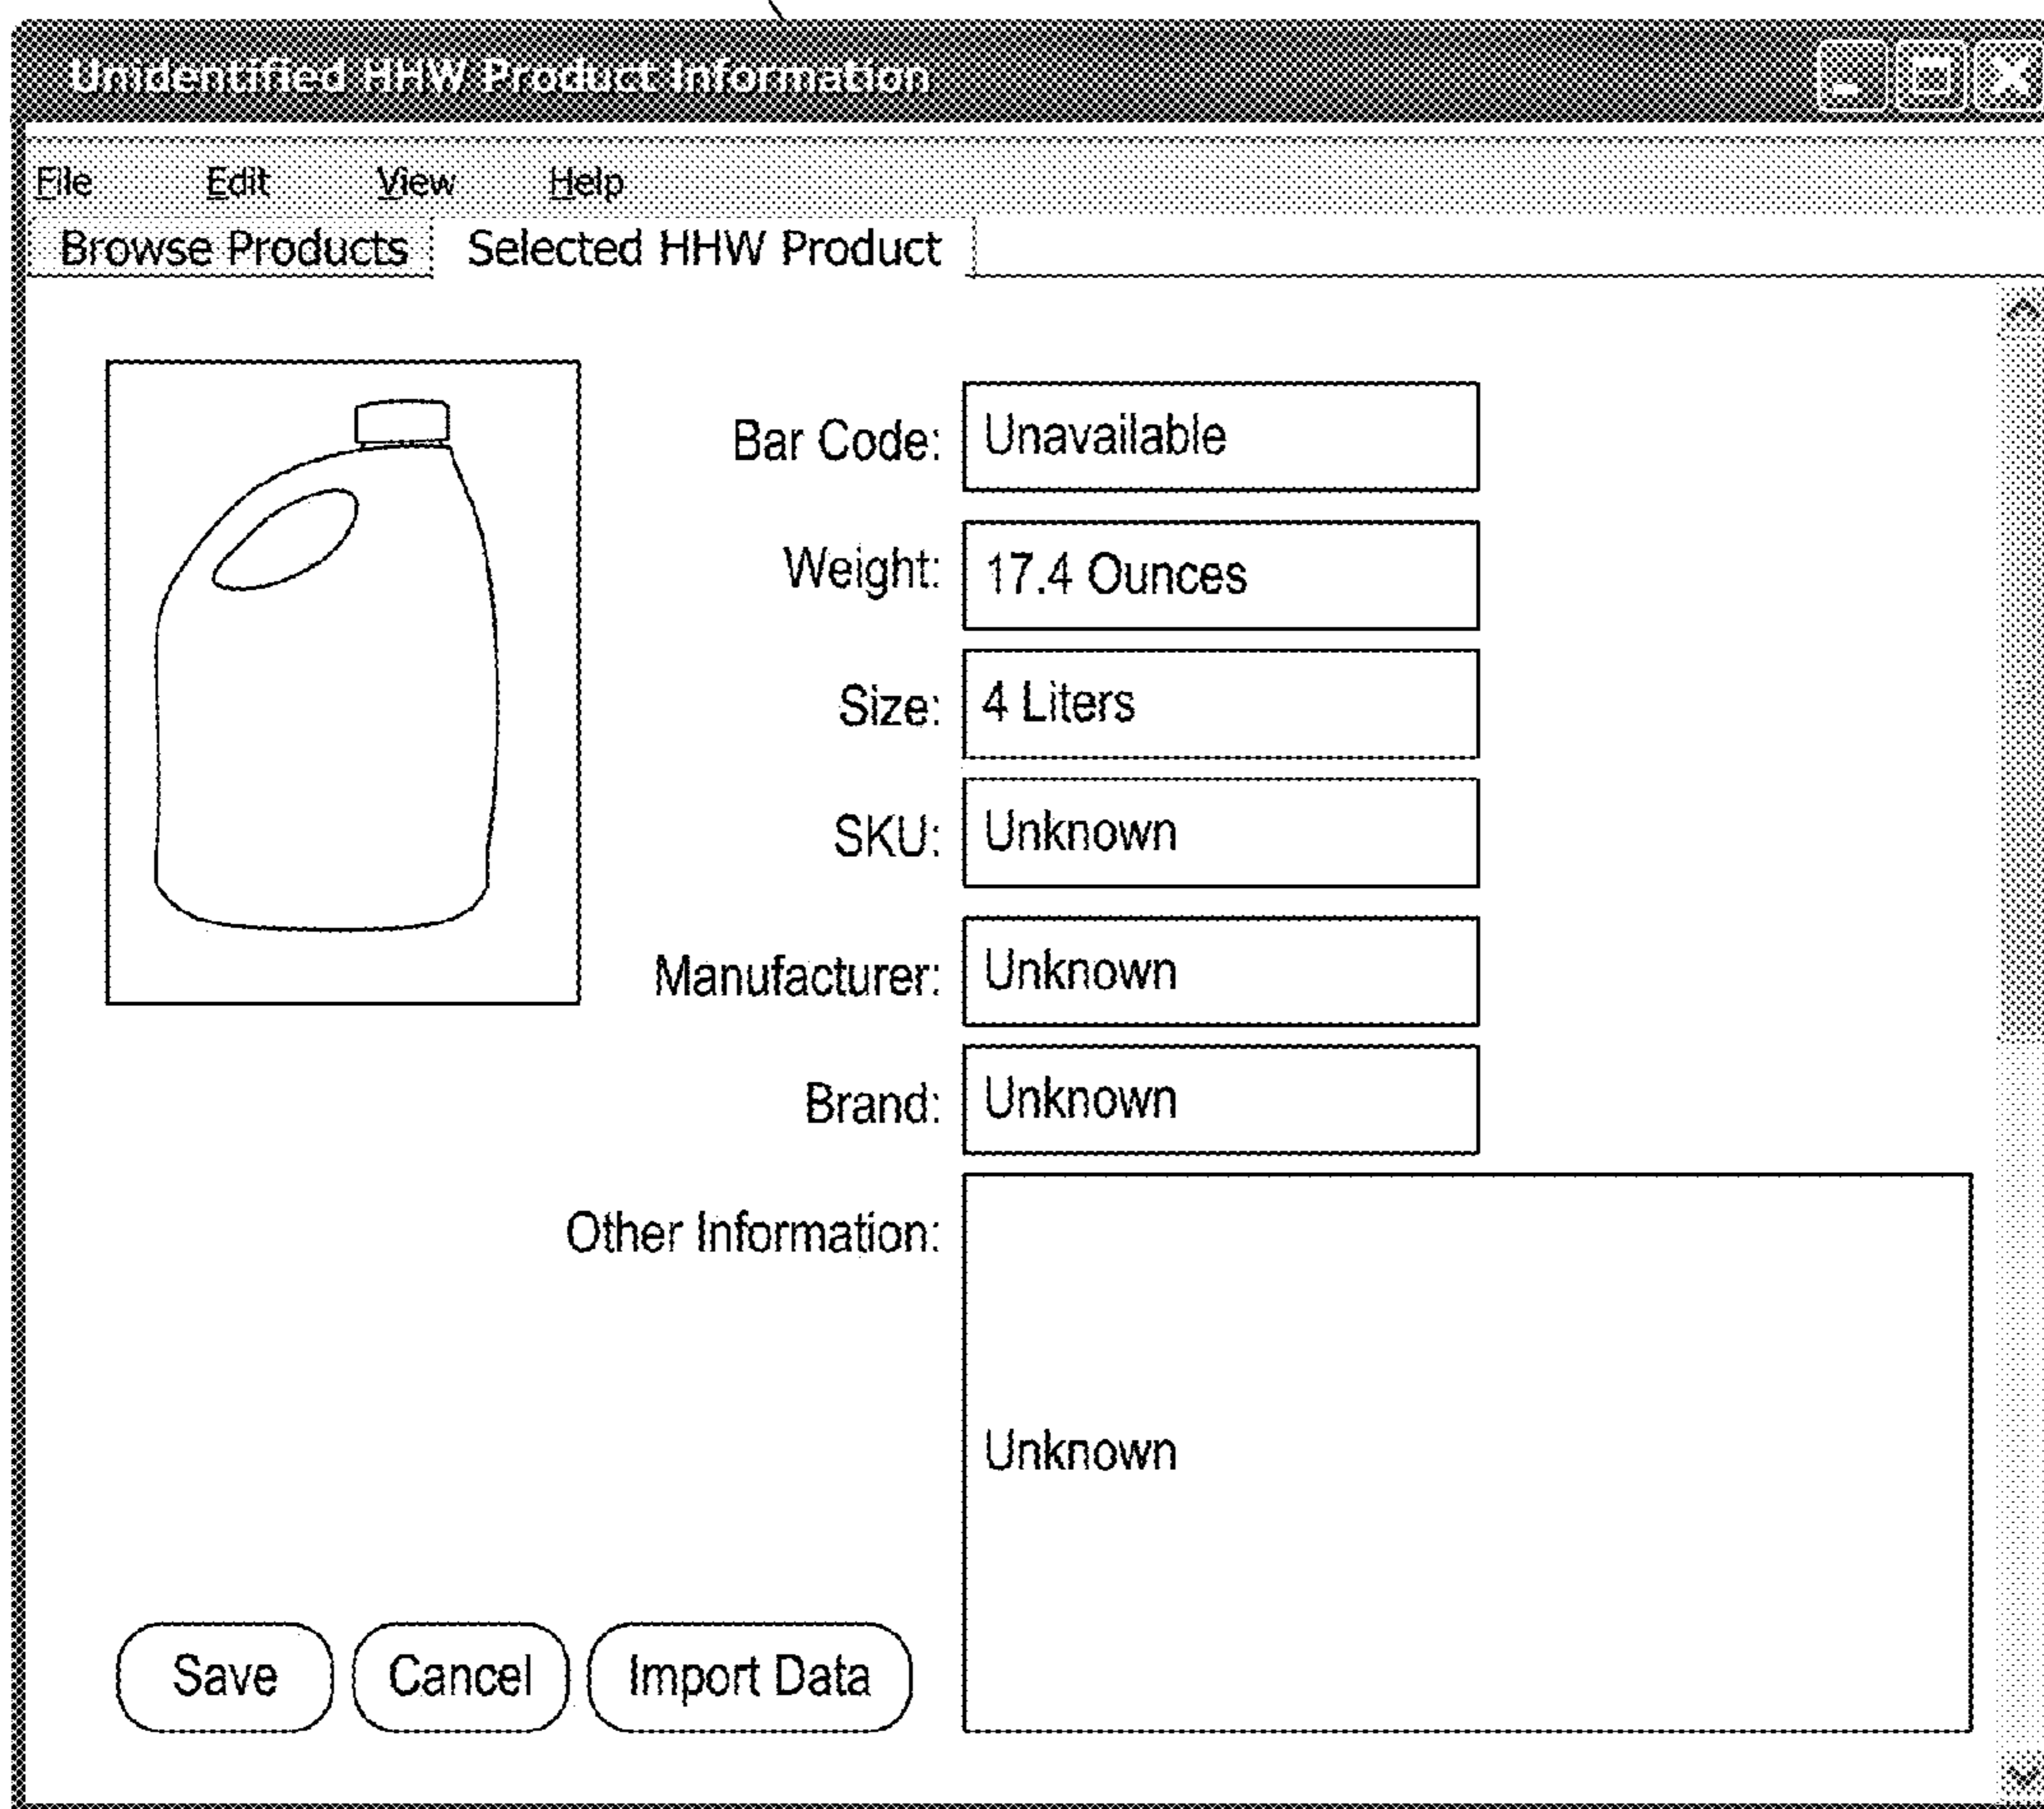 Unidentified HHW Product Information
File Edit View Help
Browse Products Selected HHW Product
Bar Code: Unavailable
Weight: 17.4 Ounces
Size: 4 Liters
SKU: Unknown
Manufacturer: Unknown
Brand: Unknown
Other Information:
Unknown
Save Cancel Import Data